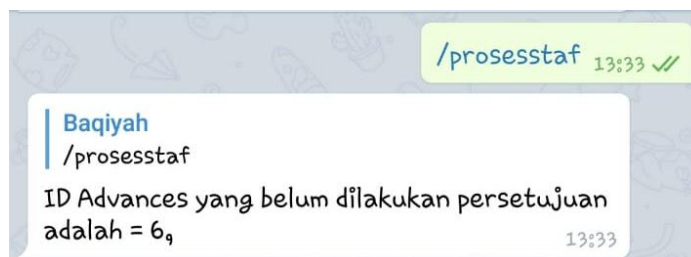 /prosesstaf 13:33
Baqiyah
/prosesstaf
ID Advances yang belum dilakukan persetujuan
adalah = 6,
13:33